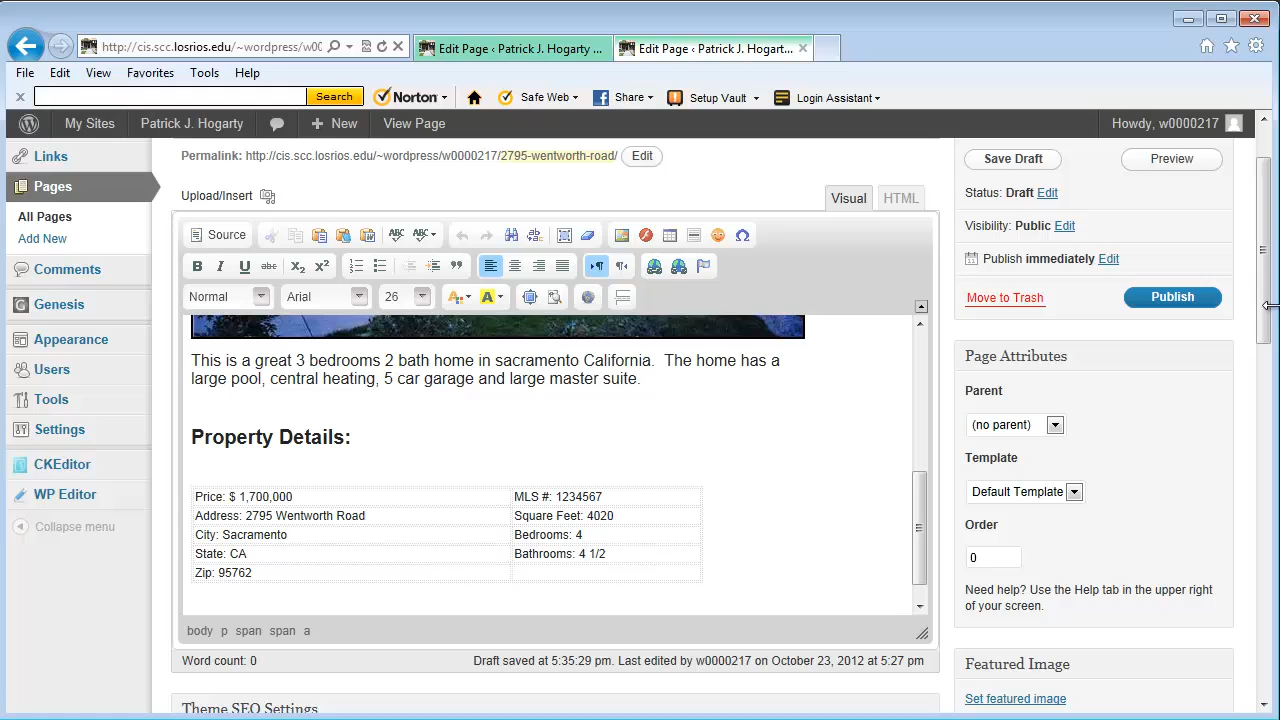 http://cis.scc.losrios.edu/~wordpress/w00
Edit Page ‹ Patrick J. Hogarty ...
Edit Page ‹ Patrick J. Hogart...
File Edit View Favorites Tools Help
Search
Norton
Safe Web
Share
Setup Vault
Login Assistant
My Sites
Patrick J. Hogarty
New
View Page
Howdy, w0000217
Links
Pages
All Pages
Add New
Comments
Genesis
Appearance
Users
Tools
Settings
CKEditor
WP Editor
Collapse menu
Permalink: http://cis.scc.losrios.edu/~wordpress/w0000217/2795-wentworth-road/ Edit
Upload/Insert
Visual
HTML
Source
B I U abc X2 X²
Normal
Arial
26
This is a great 3 bedrooms 2 bath home in sacramento California.  The home has a
large pool, central heating, 5 car garage and large master suite.
Property Details:
Price: $ 1,700,000 MLS #: 1234567
Address: 2795 Wentworth Road Square Feet: 4020
City: Sacramento Bedrooms: 4
State: CA Bathrooms: 4 1/2
Zip: 95762
body p span span a
Word count: 0
Draft saved at 5:35:29 pm. Last edited by w0000217 on October 23, 2012 at 5:27 pm
Theme SEO Settings
Save Draft
Preview
Status: Draft Edit
Visibility: Public Edit
Publish immediately Edit
Move to Trash
Publish
Page Attributes
Parent
(no parent)
Template
Default Template
Order
0
Need help? Use the Help tab in the upper right
of your screen.
Featured Image
Set featured image